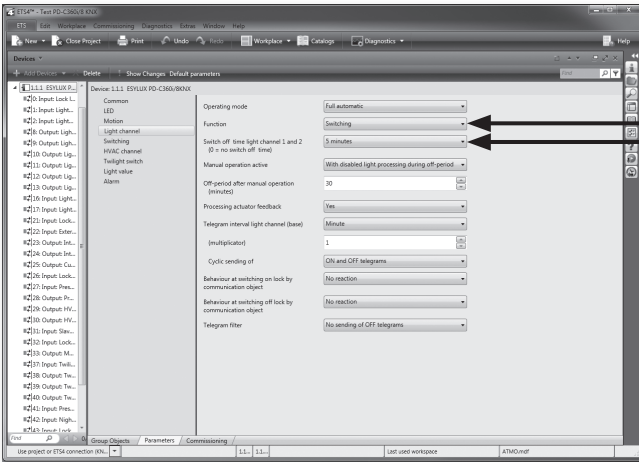 ETS4™ - Test PD-C360i/8 KNX
ETS Edit Workplace Commissioning Diagnostics Extras Window Help
New Close Project Print Undo Redo Workplace Catalogs Diagnostics Help
Devices
Add Devices Delete Show Changes Default parameters Find
1.1.1 ESYLUX P...
0: Input: Lock l...
1: Input: Light...
2: Input: Light...
8: Output: Ligh...
9: Output: Ligh...
10: Output: Lig...
11: Output: Lig...
12: Output: Lig...
13: Output: Lig...
16: Input: Light...
17: Input: Light...
21: Input: Lock...
22: Input: Exter...
23: Output: Int...
24: Output: Int...
25: Output: Cu...
26: Input: Lock...
27: Input: Pres...
28: Output: Pr...
29: Output: HV...
30: Output: HV...
31: Input: Slav...
32: Input: Lock...
33: Output: M...
37: Input: Twili...
38: Output: Tw...
39: Output: Tw...
40: Output: Tw...
41: Input: Pres...
42: Input: Nigh...
43: Input: Lock
Find
Device: 1.1.1 ESYLUX PD-C360i/8KNX
Common
LED
Motion
Light channel
Switching
HVAC channel
Twilight switch
Light value
Alarm
Operating mode Full automatic
Function Switching
Switch off time light channel 1 and 2 5 minutes
(0 = no switch off time)
Manual operation active With disabled light processing during off-period
Off-period after manual operation 30
(minutes)
Processing actuator feedback Yes
Telegram interval light channel (base) Minute
(multiplicator) 1
Cyclic sending of ON and OFF telegrams
Behaviour at switching on lock by No reaction
communication object
Behaviour at switching off lock by No reaction
communication object
Telegram filter No sending of OFF telegrams
Group Objects Parameters Commissioning
Use project or ETS4 connection (KN... 1.1... 1.1... Last used workspace ATMO.mdf